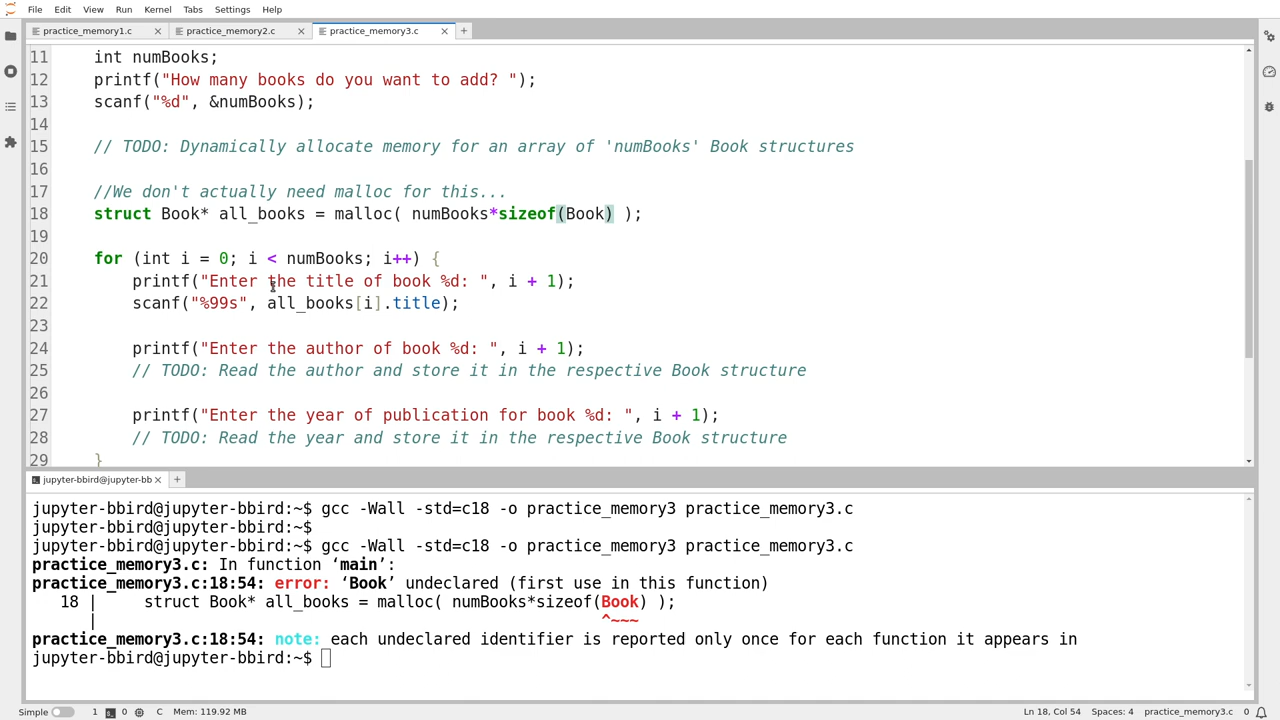 File Edit View Run Kernel Tabs Settings Help
practice_memory1.c practice_memory2.c practice_memory3.c
11 int numBooks;
12 printf("How many books do you want to add? ");
13 scanf("%d", &numBooks);
14
15 // TODO: Dynamically allocate memory for an array of 'numBooks' Book structures
16
17 //We don't actually need malloc for this...
18 struct Book* all_books = malloc( numBooks*sizeof(Book) );
19
20 for (int i = 0; i < numBooks; i++) {
21 printf("Enter the title of book %d: ", i + 1);
22 scanf("%99s", all_books[i].title);
23
24 printf("Enter the author of book %d: ", i + 1);
25 // TODO: Read the author and store it in the respective Book structure
26
27 printf("Enter the year of publication for book %d: ", i + 1);
28 // TODO: Read the year and store it in the respective Book structure
29 }
jupyter-bbird@jupyter-bb
jupyter-bbird@jupyter-bbird:~$ gcc -Wall -std=c18 -o practice_memory3 practice_memory3.c
jupyter-bbird@jupyter-bbird:~$
jupyter-bbird@jupyter-bbird:~$ gcc -Wall -std=c18 -o practice_memory3 practice_memory3.c
practice_memory3.c: In function ‘main’:
practice_memory3.c:18:54: error: ‘Book’ undeclared (first use in this function)
18 | struct Book* all_books = malloc( numBooks*sizeof(Book) );
| ^~~~
practice_memory3.c:18:54: note: each undeclared identifier is reported only once for each function it appears in
jupyter-bbird@jupyter-bbird:~$
Simple 1 0 C Mem: 119.92 MB Ln 18, Col 54 Spaces: 4 practice_memory3.c 0